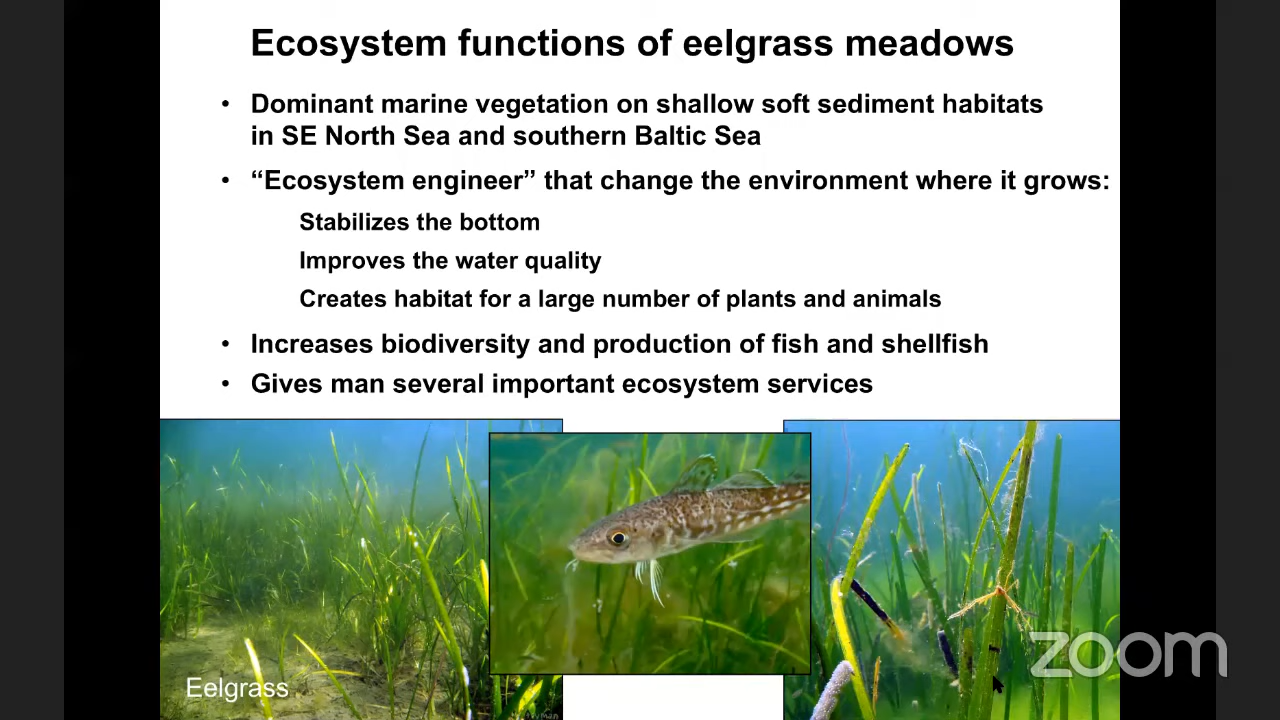 Ecosystem functions of eelgrass meadows
• Dominant marine vegetation on shallow soft sediment habitats
in SE North Sea and southern Baltic Sea
• “Ecosystem engineer” that change the environment where it grows:
Stabilizes the bottom
Improves the water quality
Creates habitat for a large number of plants and animals
• Increases biodiversity and production of fish and shellfish
• Gives man several important ecosystem services
Eelgrass
zoom